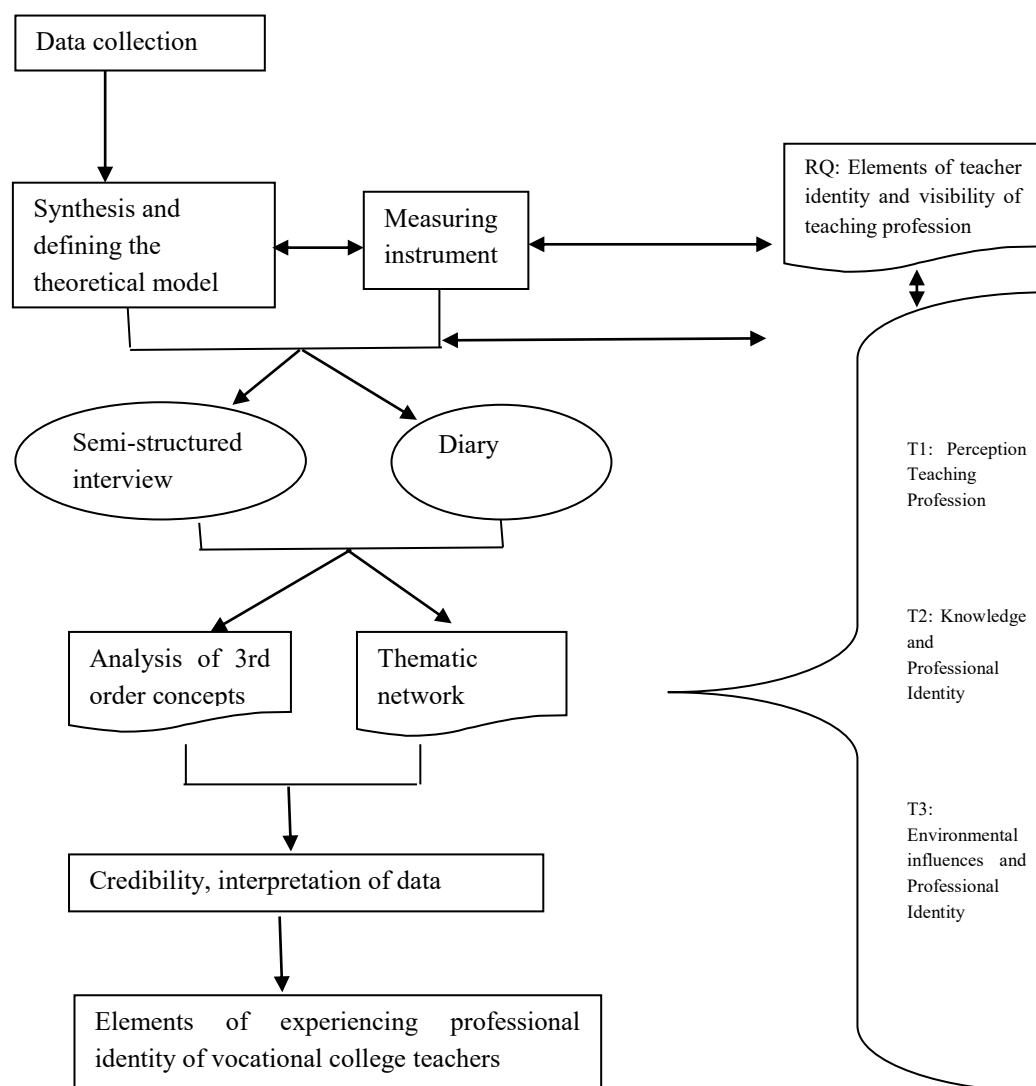 Data collection
RQ: Elements of teacher
identity and visibility of
teaching profession
Synthesis and
defining the
theoretical model
Measuring
instrument
Semi-structured
interview
Diary
T1: Perception
Teaching
Profession
Analysis of 3rd
order concepts
Thematic
network
T2: Knowledge
and
Professional
Identity
T3:
Environmental
influences and
Professional
Identity
Credibility, interpretation of data
Elements of experiencing professional
identity of vocational college teachers